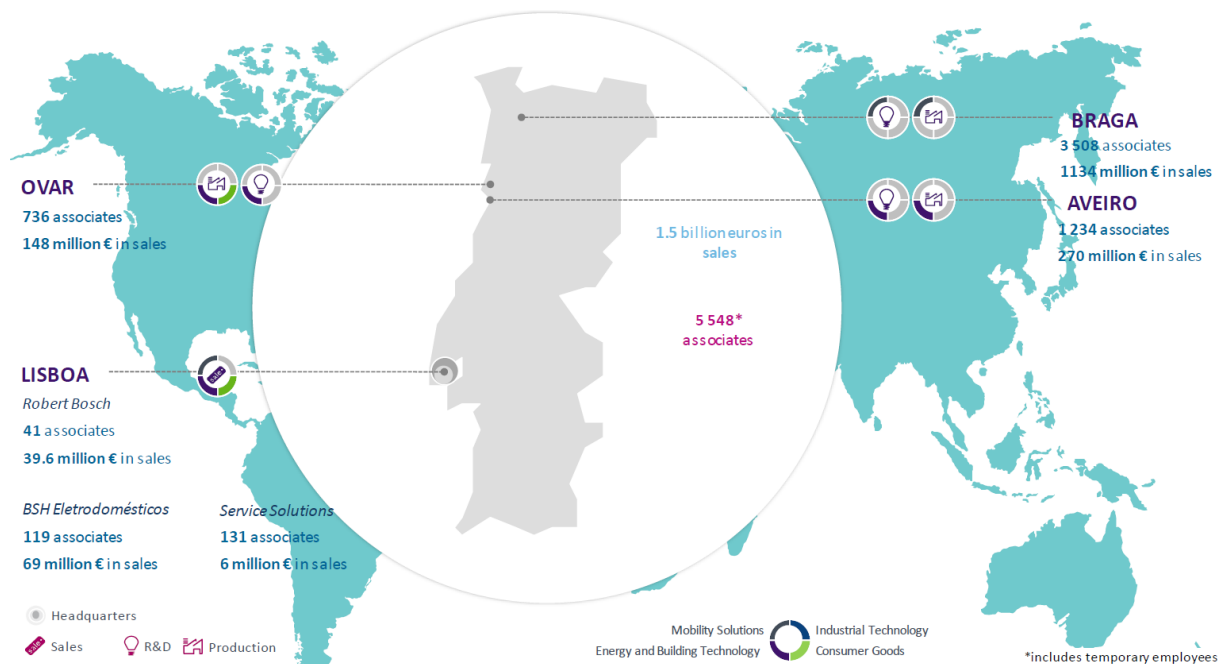 OVAR
736 associates
148 million € in sales
LISBOA
Robert Bosch
41 associates
39.6 million € in sales
BSH Eletrodomésticos
119 associates
69 million € in sales
Service Solutions
131 associates
6 million € in sales
1.5 billion euros in
sales
5 548*
associates
BRAGA
3 508 associates
1134 million € in sales
AVEIRO
1 234 associates
270 million € in sales
sales
Headquarters
sales
Sales
R&D
Production
Mobility Solutions
Industrial Technology
Energy and Building Technology
Consumer Goods
*includes temporary employees